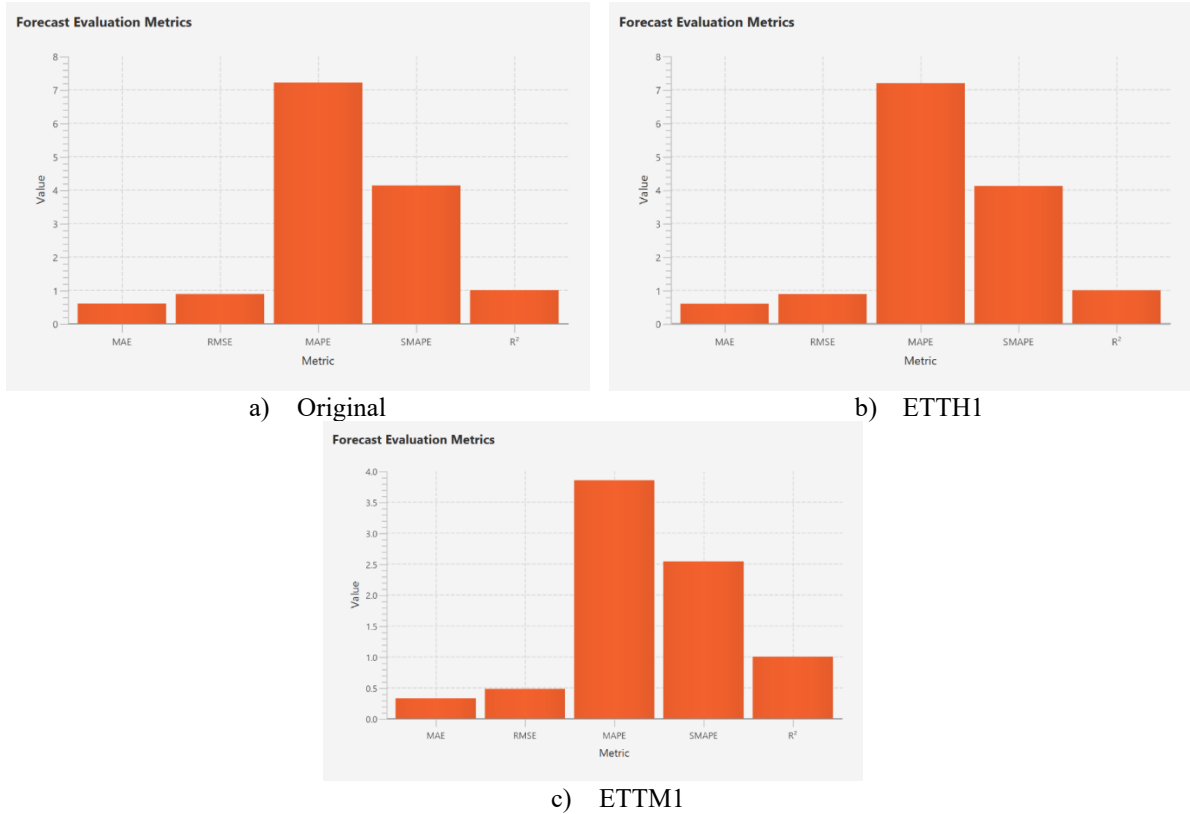 Forecast Evaluation Metrics
8
7
6
5
4
3
2
1
0
Value
MAE RMSE MAPE SMAPE R²
Metric
a) Original
Forecast Evaluation Metrics
8
7
6
5
4
3
2
1
0
Value
MAE RMSE MAPE SMAPE R²
Metric
b) ETTH1
Forecast Evaluation Metrics
4.0
3.5
3.0
2.5
2.0
1.5
1.0
0.5
0.0
Value
MAE RMSE MAPE SMAPE R²
Metric
c) ETTM1